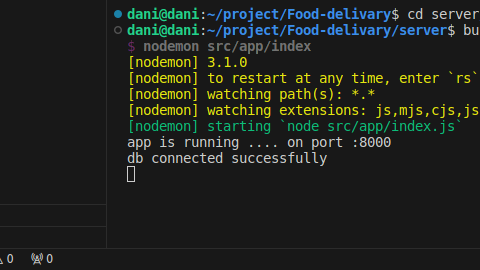 dani@dani:~/project/Food-delivary$ cd server
dani@dani:~/project/Food-delivary/server$ bu
$ nodemon src/app/index
[nodemon] 3.1.0
[nodemon] to restart at any time, enter `rs`
[nodemon] watching path(s): *.*
[nodemon] watching extensions: js,mjs,cjs,js
[nodemon] starting `node src/app/index.js`
app is running .... on port :8000
db connected successfully
0 0